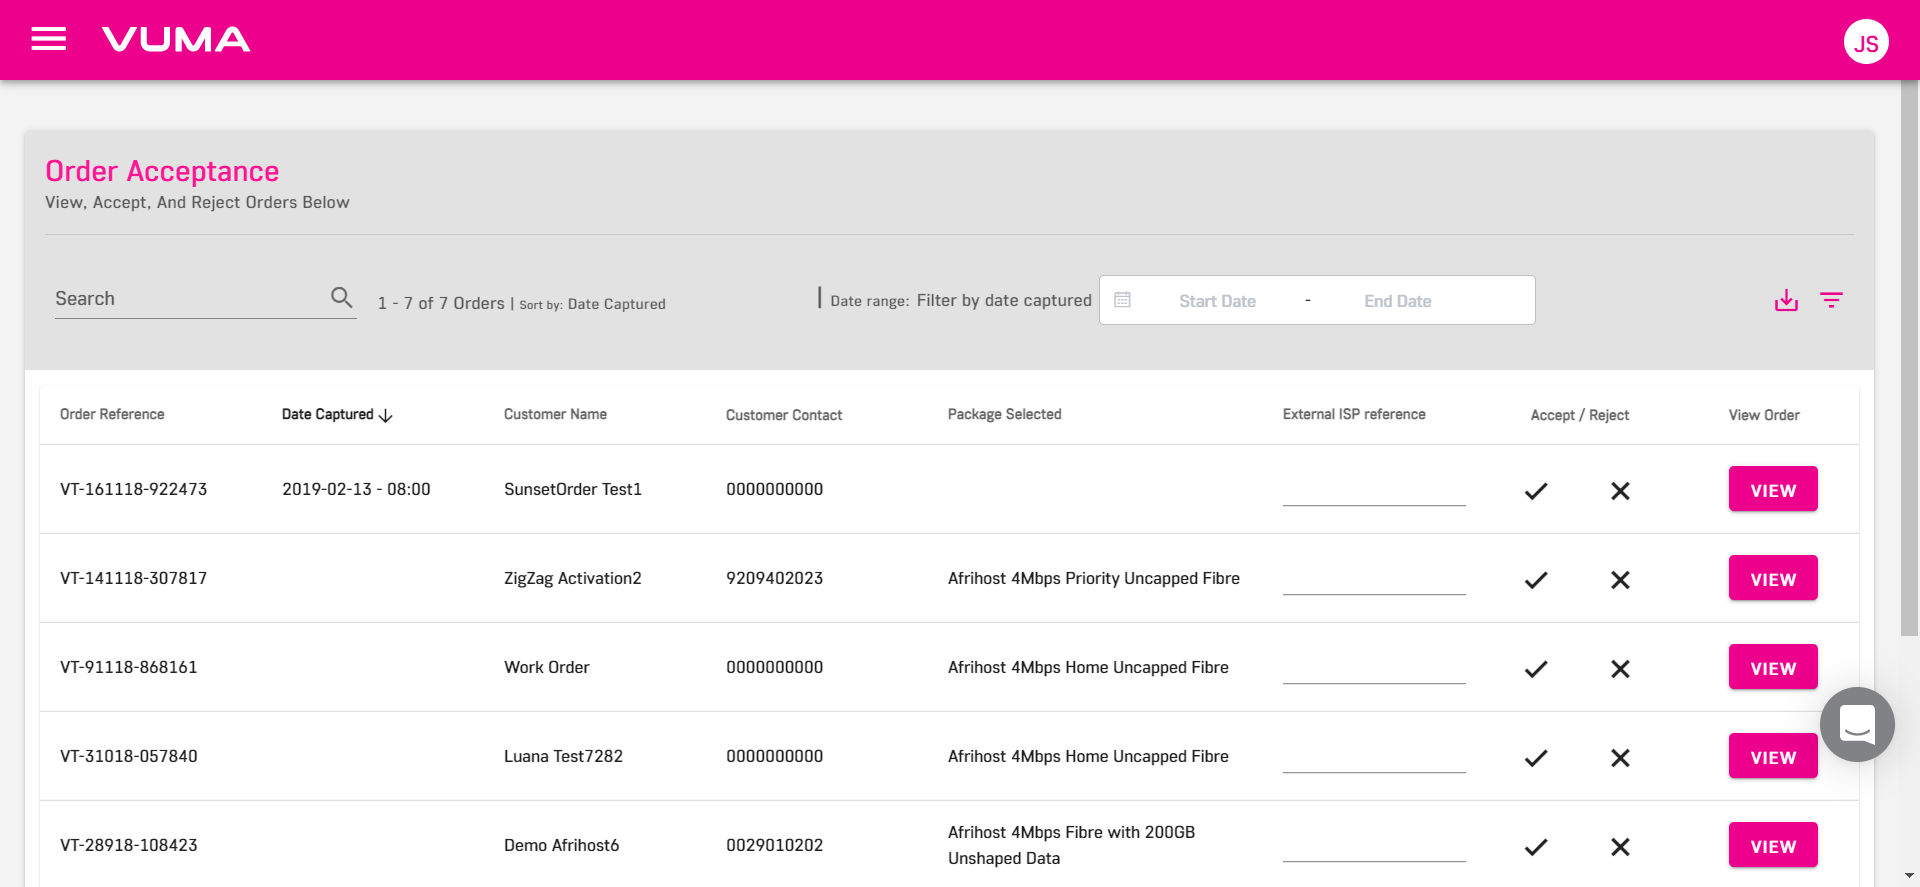 VUMA
JS
Order Acceptance
View, Accept, And Reject Orders Below
Search
1 - 7 of 7 Orders | Sort by: Date Captured
Date range: Filter by date captured
Start Date - End Date
Order Reference Date Captured Customer Name Customer Contact Package Selected External ISP reference Accept / Reject View Order
VT-161118-922473 2019-02-13 - 08:00 SunsetOrder Test1 0000000000 VIEW
VT-141118-307817 ZigZag Activation2 9209402023 Afrihost 4Mbps Priority Uncapped Fibre VIEW
VT-91118-868161 Work Order 0000000000 Afrihost 4Mbps Home Uncapped Fibre VIEW
VT-31018-057840 Luana Test7282 0000000000 Afrihost 4Mbps Home Uncapped Fibre VIEW
VT-28918-108423 Demo Afrihost6 0029010202 Afrihost 4Mbps Fibre with 200GB
Unshaped Data VIEW